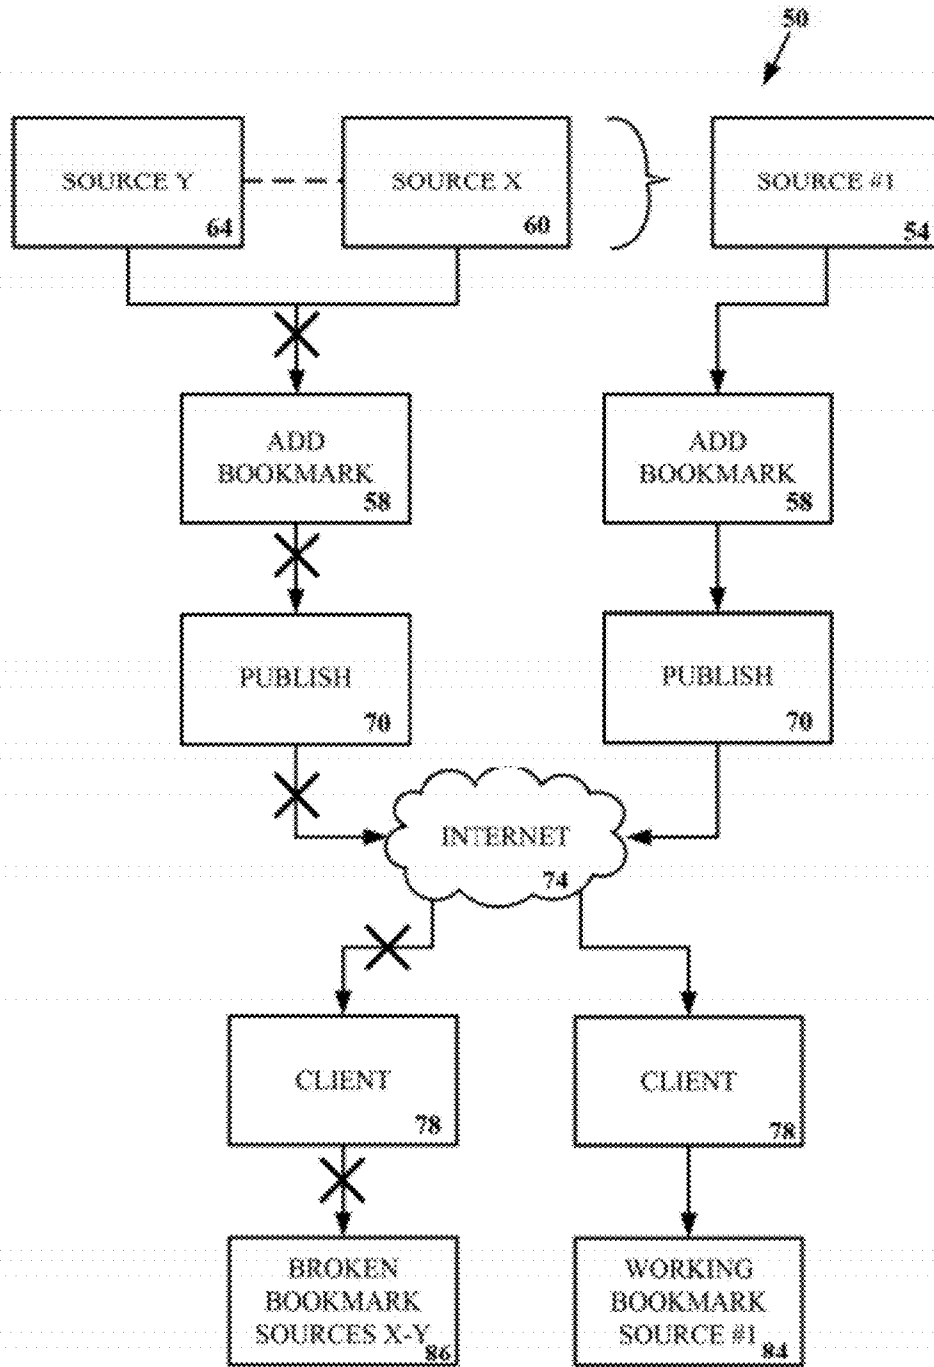 50
SOURCE Y
64
SOURCE X
60
SOURCE #1
54
ADD
BOOKMARK
58
ADD
BOOKMARK
58
PUBLISH
70
PUBLISH
70
INTERNET
74
CLIENT
78
CLIENT
78
BROKEN
BOOKMARK
SOURCES X-Y
86
WORKING
BOOKMARK
SOURCE #1
84